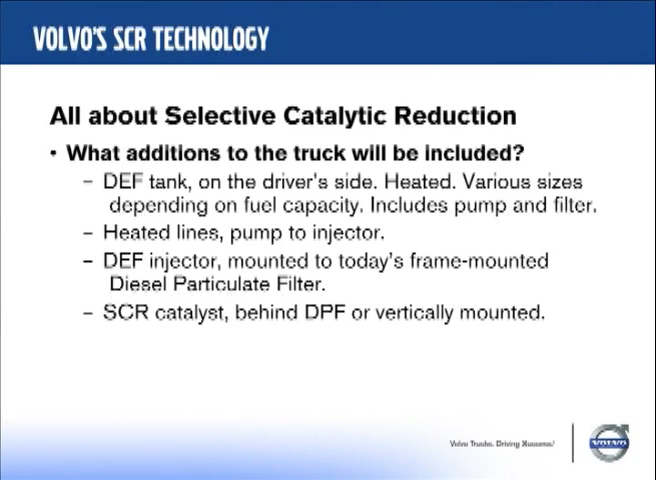 VOLVO'S SCR TECHNOLOGY
All about Selective Catalytic Reduction
• What additions to the truck will be included?
– DEF tank, on the driver's side. Heated. Various sizes
depending on fuel capacity. Includes pump and filter.
– Heated lines, pump to injector.
– DEF injector, mounted to today's frame-mounted
Diesel Particulate Filter.
– SCR catalyst, behind DPF or vertically mounted.
Volvo Trucks. Driving
VOLVO